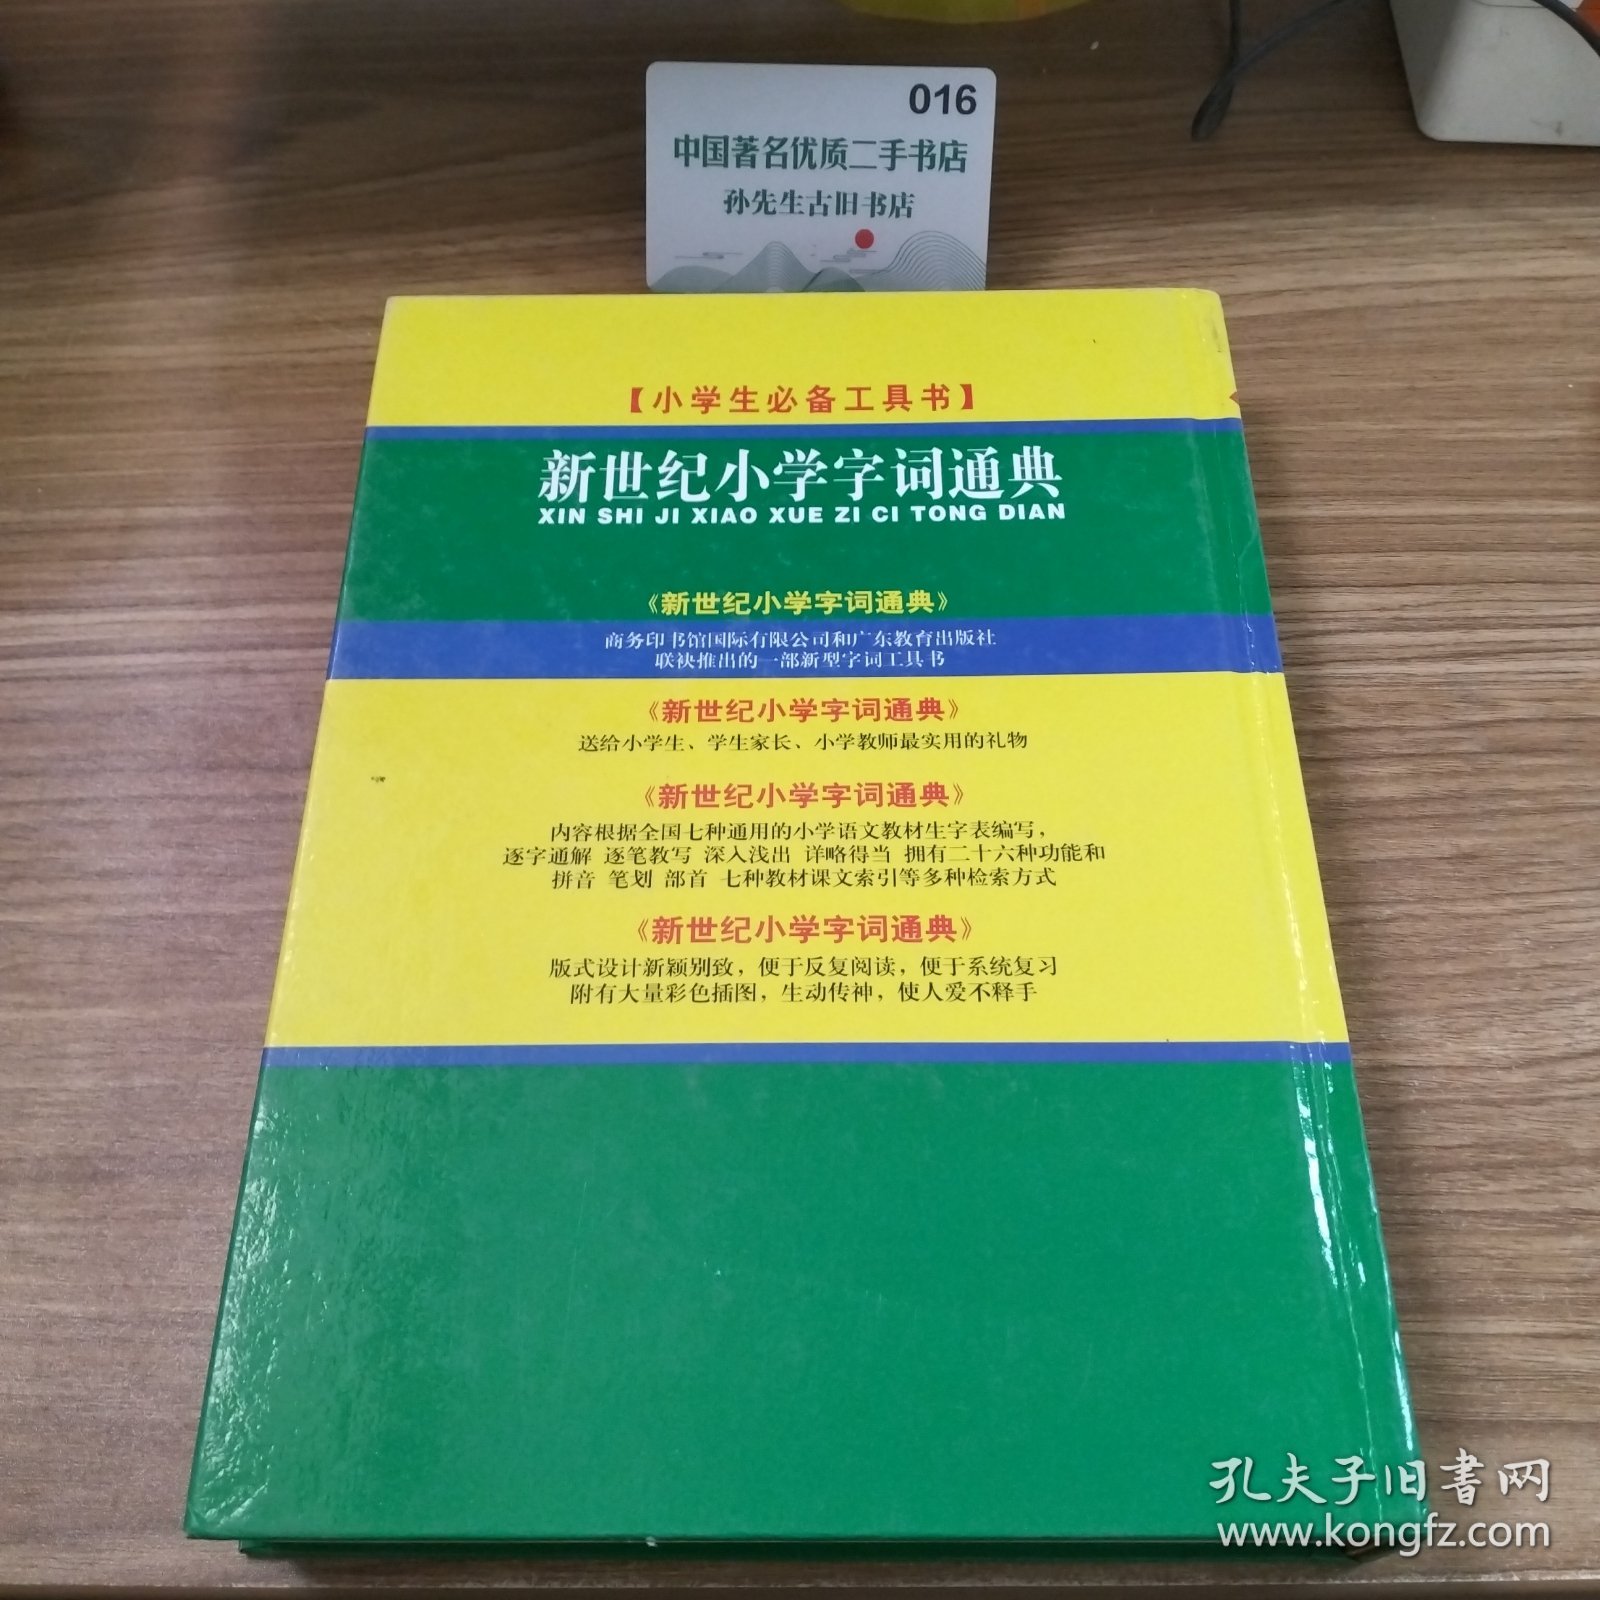 016
中国著名优质二手书店
孙先生古旧书店
【小学生必备工具书】
新世纪小学字词通典
XIN SHI JI XIAO XUE ZI CI TONG DIAN
《新世纪小学字词通典》
商务印书馆国际有限公司和广东教育出版社
联袂推出的一部新型字词工具书
《新世纪小学字词通典》
送给小学生、学生家长、小学教师最实用的礼物
《新世纪小学字词通典》
内容根据全国七种通用的小学语文教材生字表编写，
逐字通解 逐笔教写 深入浅出 详略得当 拥有二十六种功能和
拼音 笔划 部首 七种教材课文索引等多种检索方式
《新世纪小学字词通典》
版式设计新颖别致，便于反复阅读，便于系统复习
附有大量彩色插图，生动传神，使人爱不释手
孔夫子旧书网
www.kongfz.com